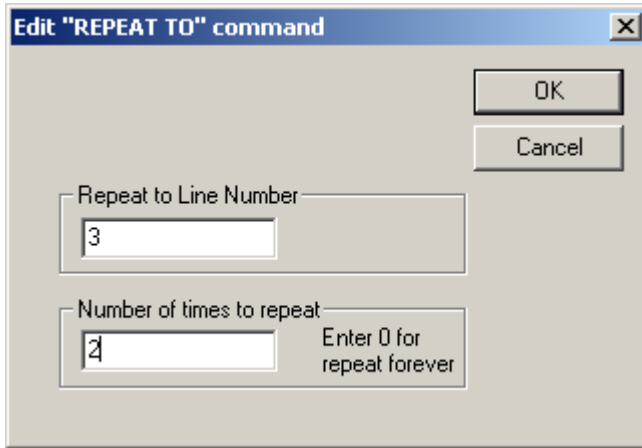 Edit "REPEAT TO" command
OK
Cancel
Repeat to Line Number
3
Number of times to repeat
2
Enter 0 for
repeat forever